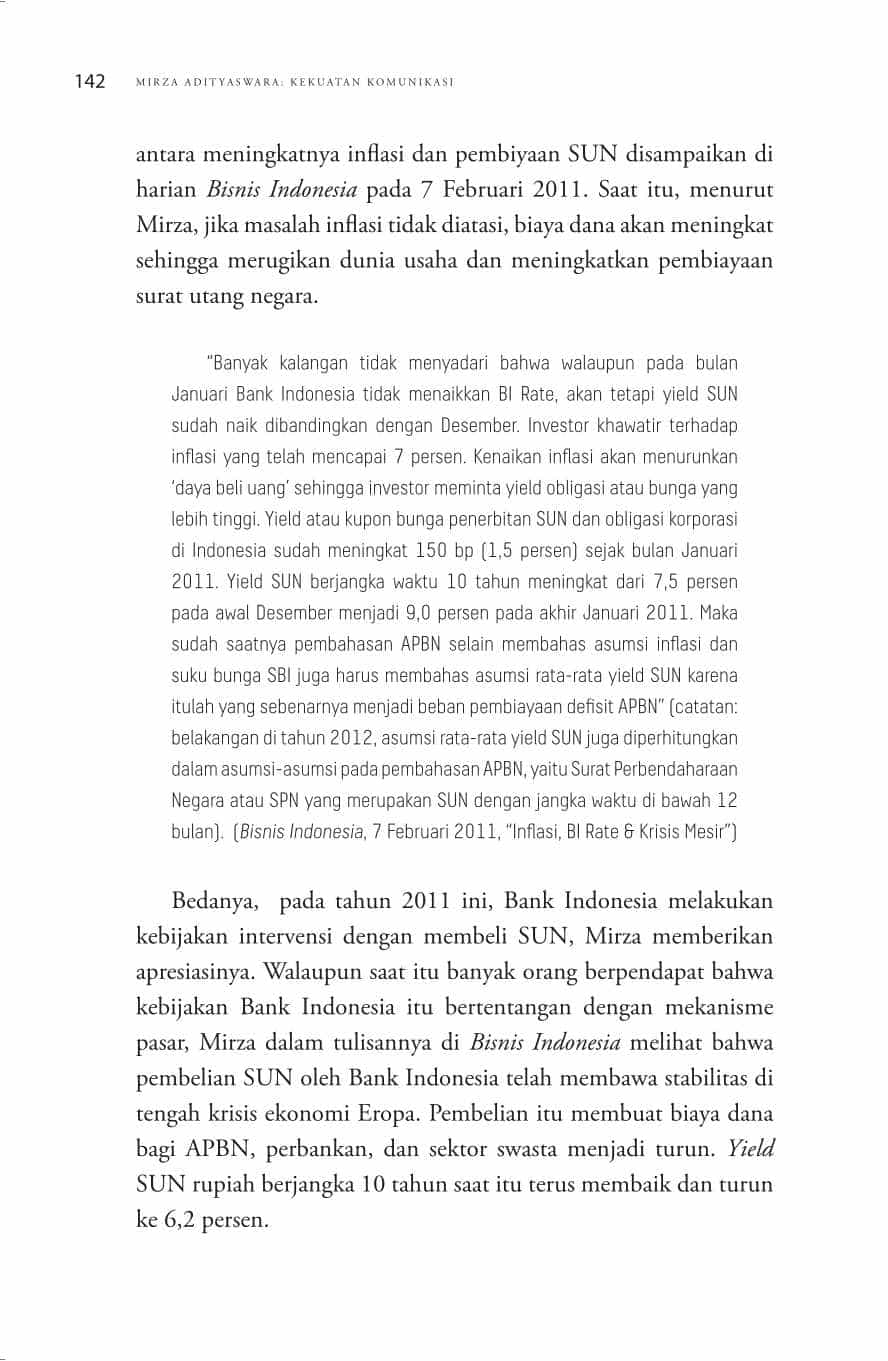 142 MIRZA ADITYASWARA: KEKUATAN KOMUNIKASI
antara meningkatnya inflasi dan pembiyaan SUN disampaikan di
harian Bisnis Indonesia pada 7 Februari 2011. Saat itu, menurut
Mirza, jika masalah inflasi tidak diatasi, biaya dana akan meningkat
sehingga merugikan dunia usaha dan meningkatkan pembiayaan
surat utang negara.
“Banyak kalangan tidak menyadari bahwa walaupun pada bulan
Januari Bank Indonesia tidak menaikkan BI Rate, akan tetapi yield SUN
sudah naik dibandingkan dengan Desember. Investor khawatir terhadap
inflasi yang telah mencapai 7 persen. Kenaikan inflasi akan menurunkan
‘daya beli uang’ sehingga investor meminta yield obligasi atau bunga yang
lebih tinggi. Yield atau kupon bunga penerbitan SUN dan obligasi korporasi
di Indonesia sudah meningkat 150 bp (1,5 persen) sejak bulan Januari
2011. Yield SUN berjangka waktu 10 tahun meningkat dari 7,5 persen
pada awal Desember menjadi 9,0 persen pada akhir Januari 2011. Maka
sudah saatnya pembahasan APBN selain membahas asumsi inflasi dan
suku bunga SBI juga harus membahas asumsi rata-rata yield SUN karena
itulah yang sebenarnya menjadi beban pembiayaan defisit APBN” (catatan:
belakangan di tahun 2012, asumsi rata-rata yield SUN juga diperhitungkan
dalam asumsi-asumsi pada pembahasan APBN, yaitu Surat Perbendaharaan
Negara atau SPN yang merupakan SUN dengan jangka waktu di bawah 12
bulan). (Bisnis Indonesia, 7 Februari 2011, “Inflasi, BI Rate & Krisis Mesir”)
Bedanya, pada tahun 2011 ini, Bank Indonesia melakukan
kebijakan intervensi dengan membeli SUN, Mirza memberikan
apresiasinya. Walaupun saat itu banyak orang berpendapat bahwa
kebijakan Bank Indonesia itu bertentangan dengan mekanisme
pasar, Mirza dalam tulisannya di Bisnis Indonesia melihat bahwa
pembelian SUN oleh Bank Indonesia telah membawa stabilitas di
tengah krisis ekonomi Eropa. Pembelian itu membuat biaya dana
bagi APBN, perbankan, dan sektor swasta menjadi turun. Yield
SUN rupiah berjangka 10 tahun saat itu terus membaik dan turun
ke 6,2 persen.